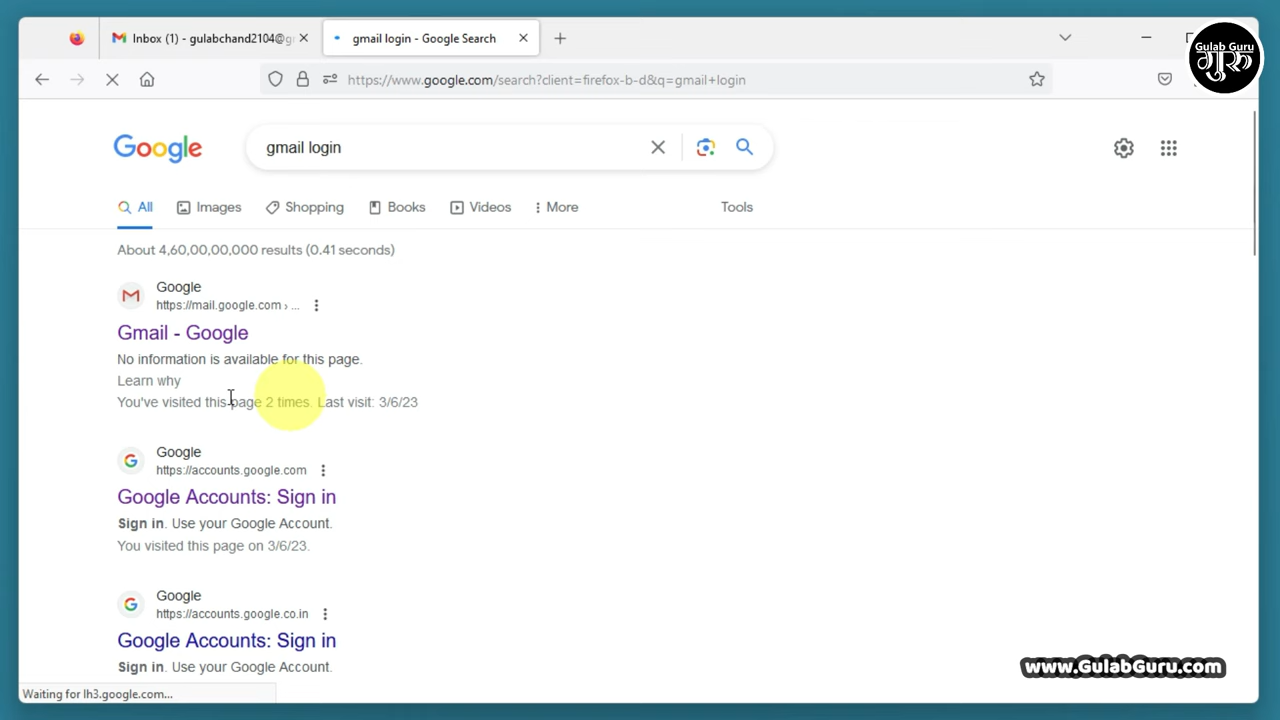 Inbox (1) - gulabchand2104@g
gmail login - Google Search
Gulab Guru
गुरु
https://www.google.com/search?client=firefox-b-d&q=gmail+login
Google
gmail login
All
Images
Shopping
Books
Videos
More
Tools
About 4,60,00,00,000 results (0.41 seconds)
Google
https://mail.google.com › ...
Gmail - Google
No information is available for this page.
Learn why
You've visited this page 2 times. Last visit: 3/6/23
Google
https://accounts.google.com
Google Accounts: Sign in
Sign in. Use your Google Account.
You visited this page on 3/6/23.
Google
https://accounts.google.co.in
Google Accounts: Sign in
Sign in. Use your Google Account.
www.GulabGuru.com
Waiting for lh3.google.com...